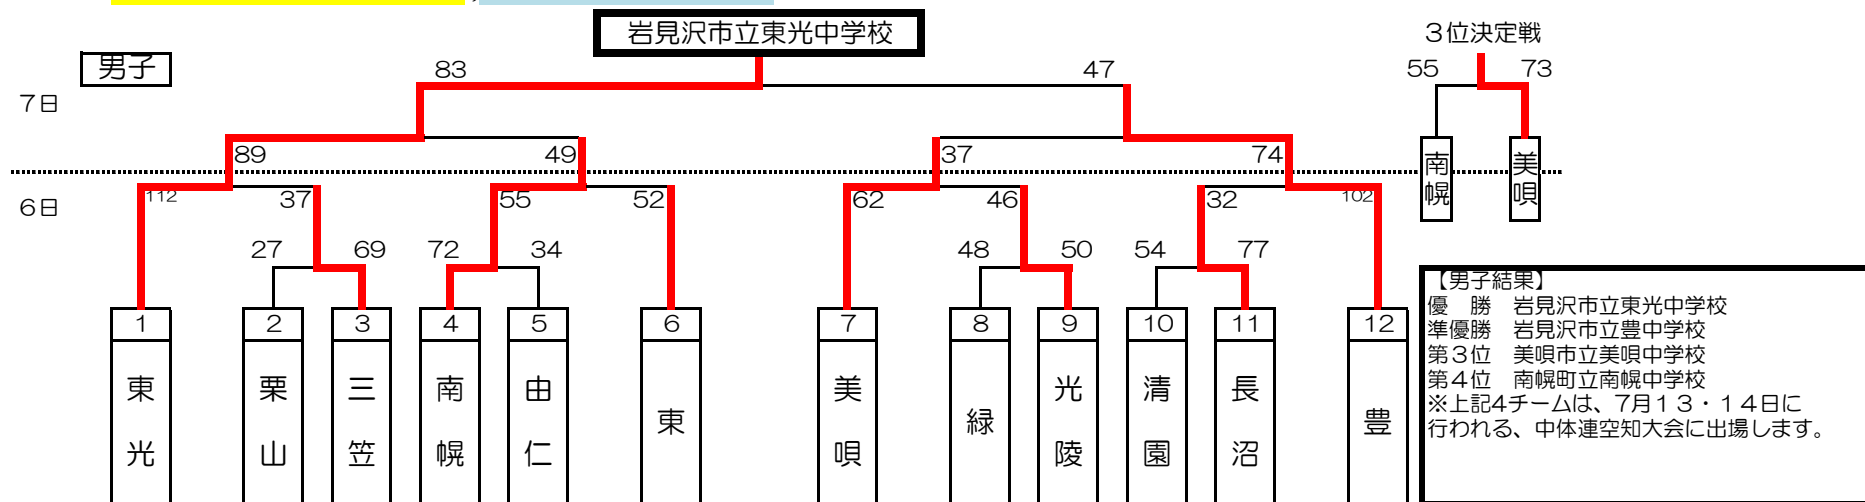 岩見沢市立東光中学校
3位決定戦
男子
83
47
55
73
7日
89
49
37
74
南幌
美唄
6日
112
37
55
52
62
46
32
102
27
69
72
34
48
50
54
77
1
2
3
4
5
6
7
8
9
10
11
12
東光
栗山
三笠
南幌
由仁
東
美唄
緑
光陵
清園
長沼
豊
【男子結果】
優　勝　岩見沢市立東光中学校
準優勝　岩見沢市立豊中学校
第3位　美唄市立美唄中学校
第4位　南幌町立南幌中学校
※上記4チームは、7月13・14日に
行われる、中体連空知大会に出場します。